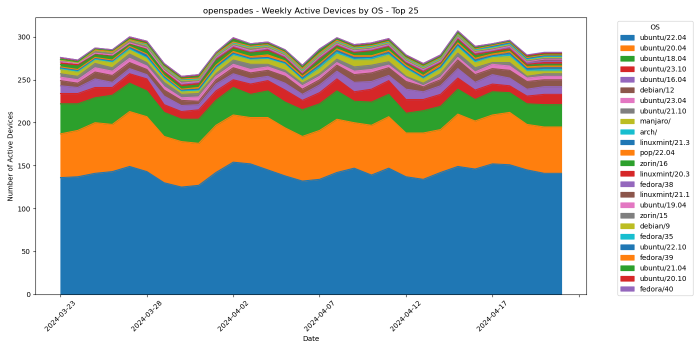 openspades - Weekly Active Devices by OS - Top 25
Number of Active Devices
300
250
200
150
100
50
0
2024-03-23
2024-03-28
2024-04-02
2024-04-07
2024-04-12
2024-04-17
Date
OS
ubuntu/22.04
ubuntu/20.04
ubuntu/18.04
ubuntu/23.10
ubuntu/16.04
debian/12
ubuntu/23.04
ubuntu/21.10
manjaro/
arch/
linuxmint/21.3
pop/22.04
zorin/16
linuxmint/20.3
fedora/38
linuxmint/21.1
ubuntu/19.04
zorin/15
debian/9
fedora/35
ubuntu/22.10
fedora/39
ubuntu/21.04
ubuntu/20.10
fedora/40